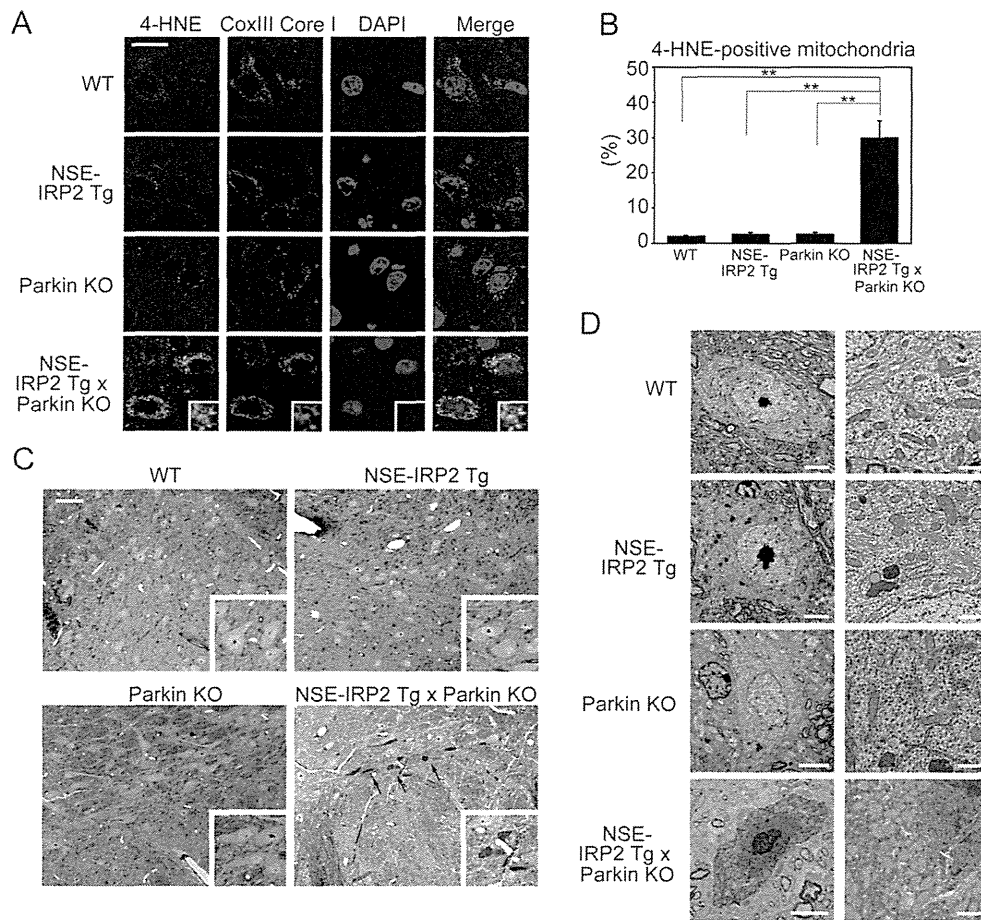 A
4-HNE CoxIII Core I DAPI Merge
WT
NSE-
IRP2 Tg
Parkin KO
NSE-
IRP2 Tg x
Parkin KO
B
4-HNE-positive mitochondria
(%)
50
40
30
20
10
0
**
**
**
WT
NSE-
IRP2 Tg
Parkin KO
NSE-
IRP2 Tg x
Parkin KO
C
WT
NSE-IRP2 Tg
Parkin KO
NSE-IRP2 Tg x Parkin KO
D
WT
NSE-
IRP2 Tg
Parkin KO
NSE-
IRP2 Tg x
Parkin KO